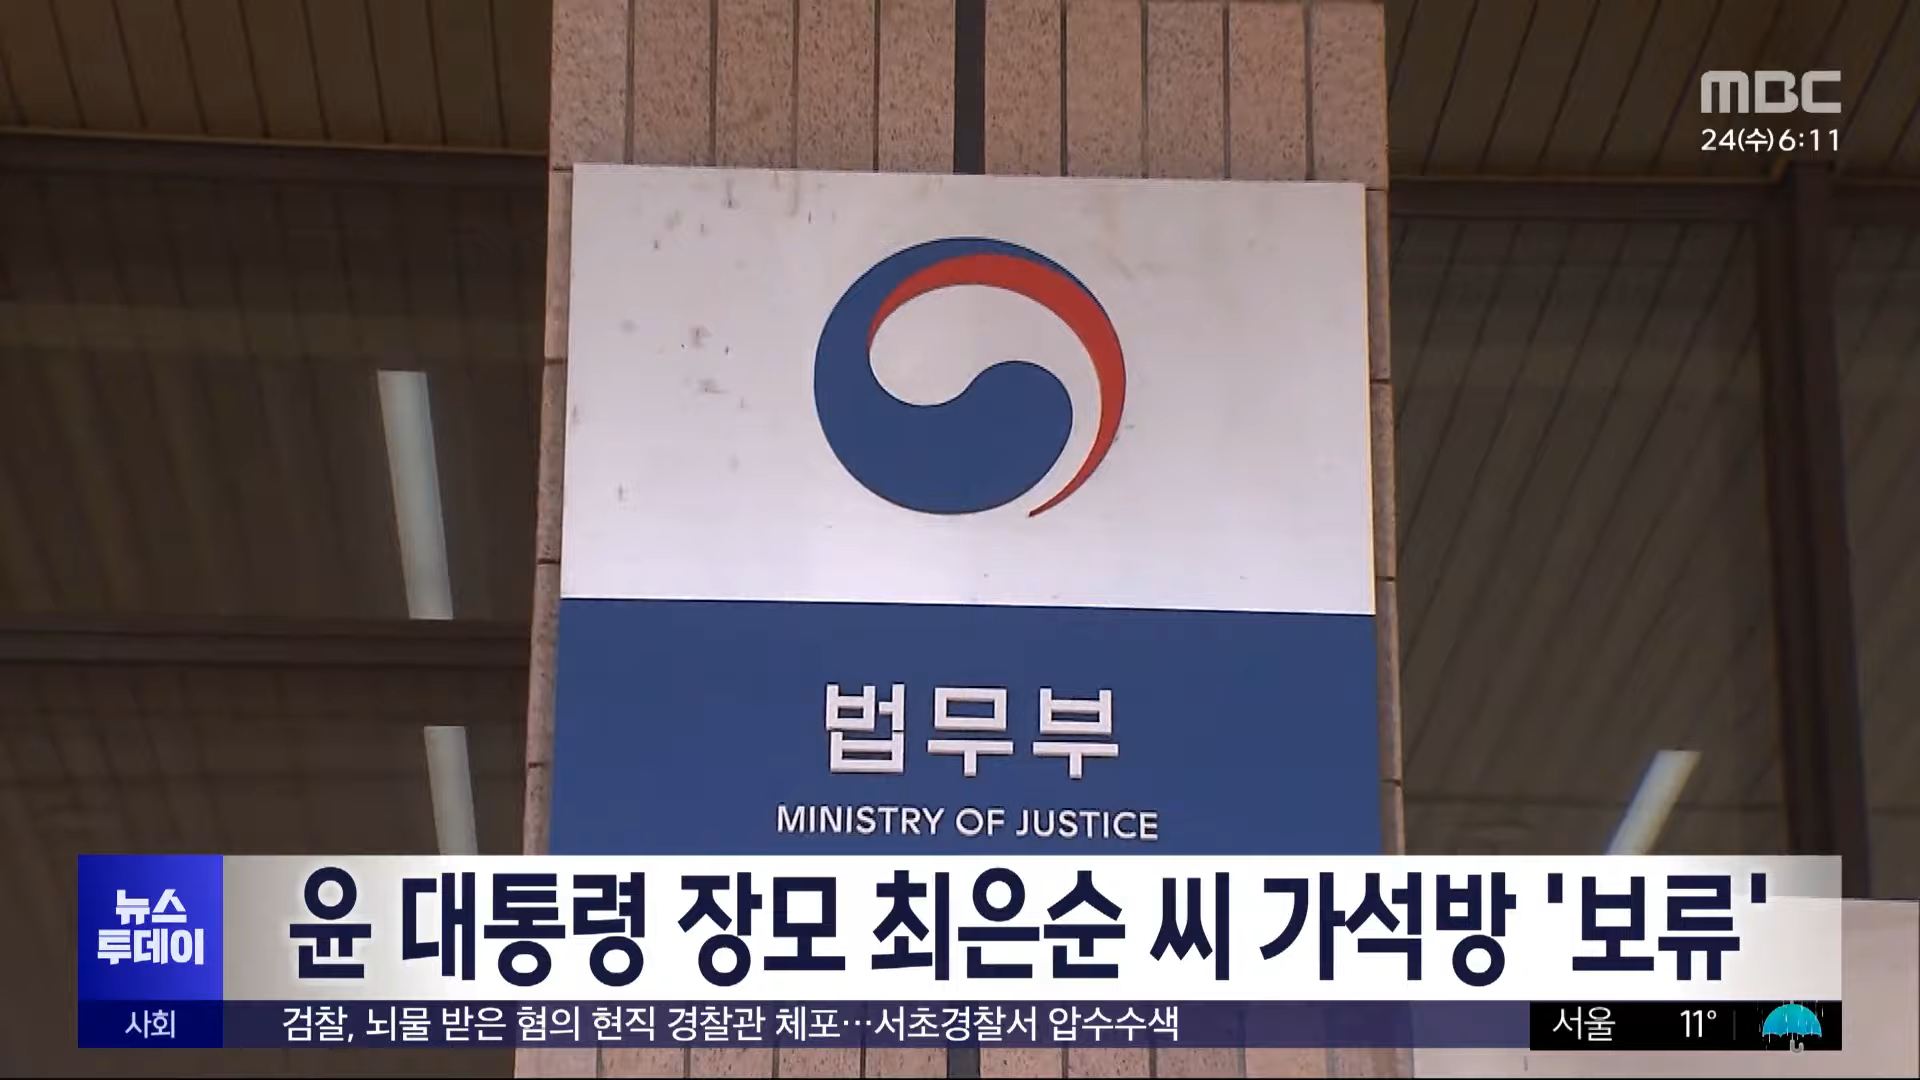 MBC
24(수)6:11
법무부
MINISTRY OF JUSTICE
뉴스
투데이
윤 대통령 장모 최은순 씨 가석방 '보류'
사회
검찰, 뇌물 받은 혐의 현직 경찰관 체포…서초경찰서 압수수색
서울 11°